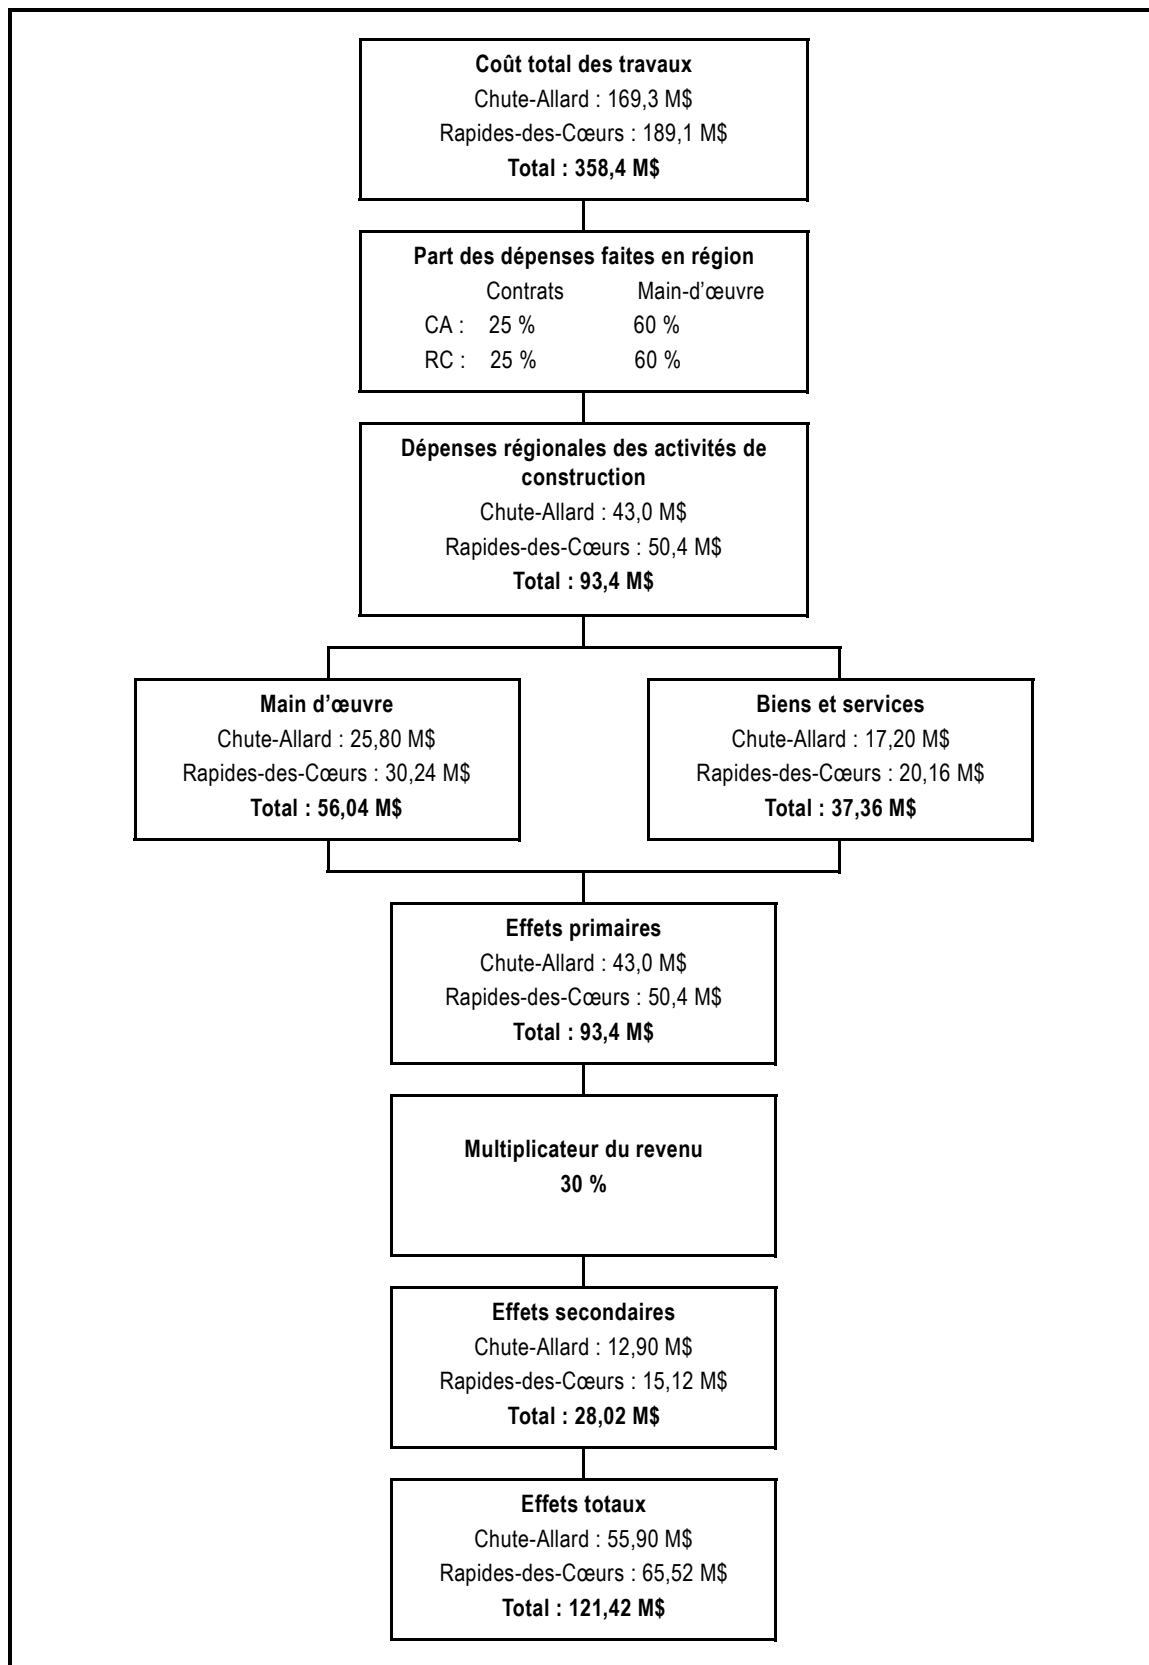 Coût total des travaux
Chute-Allard : 169,3 M$
Rapides-des-Cœurs : 189,1 M$
Total : 358,4 M$
Part des dépenses faites en région
Contrats Main-d’œuvre
CA : 25 % 60 %
RC : 25 % 60 %
Dépenses régionales des activités de
construction
Chute-Allard : 43,0 M$
Rapides-des-Cœurs : 50,4 M$
Total : 93,4 M$
Main d’œuvre
Chute-Allard : 25,80 M$
Rapides-des-Cœurs : 30,24 M$
Total : 56,04 M$
Biens et services
Chute-Allard : 17,20 M$
Rapides-des-Cœurs : 20,16 M$
Total : 37,36 M$
Effets primaires
Chute-Allard : 43,0 M$
Rapides-des-Cœurs : 50,4 M$
Total : 93,4 M$
Multiplicateur du revenu
30 %
Effets secondaires
Chute-Allard : 12,90 M$
Rapides-des-Cœurs : 15,12 M$
Total : 28,02 M$
Effets totaux
Chute-Allard : 55,90 M$
Rapides-des-Cœurs : 65,52 M$
Total : 121,42 M$